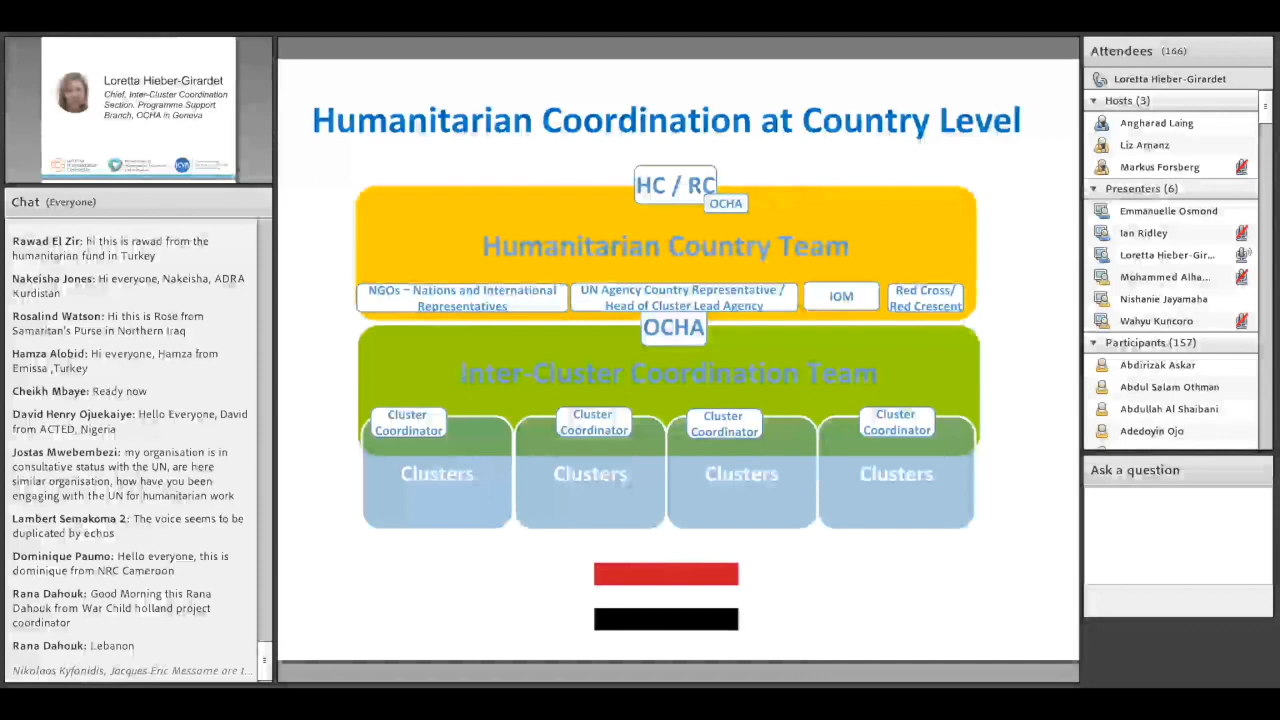 Loretta Hieber-Girardet
Chief, Inter-Cluster Coordination
Section. Programme Support
Branch, OCHA in Geneva
Chat (Everyone)
Rawad El Zir: hi this is rawad from the
humanitarian fund in Turkey
Nakeisha Jones: Hi everyone, Nakeisha, ADRA
Kurdistan
Rosalind Watson: Hi this is Rose from
Samaritan's Purse in Northern Iraq
Hamza Alobid: Hi everyone, Hamza from
Emissa ,Turkey
Cheikh Mbaye: Ready now
David Henry Ojuekaiye: Hello Everyone, David
from ACTED, Nigeria
Jostas Mwebembezi: my organisation is in
consultative status with the UN, are here
similar organisation, how have you been
engaging with the UN for humanitarian work
Lambert Semakoma 2: The voice seems to be
duplicated by echos
Dominique Paumo: Hello everyone, this is
dominique from NRC Cameroon
Rana Dahouk: Good Morning this Rana
Dahouk from War Child holland project
coordinator
Rana Dahouk: Lebanon
Nikolaos Kyfonidis, Jacques-Eric Messome are t...
Humanitarian Coordination at Country Level
HC / RC
OCHA
Humanitarian Country Team
NGOs – Nations and International
Representatives
UN Agency Country Representative /
Head of Cluster Lead Agency
IOM
Red Cross/
Red Crescent
OCHA
Inter-Cluster Coordination Team
Cluster
Coordinator
Cluster
Coordinator
Cluster
Coordinator
Cluster
Coordinator
Clusters
Clusters
Clusters
Clusters
Attendees (166)
Loretta Hieber-Girardet
Hosts (3)
Angharad Laing
Liz Amanz
Markus Forsberg
Presenters (6)
Emmanuelle Osmond
Ian Ridley
Loretta Hieber-Gir...
Mohammed Alha...
Nishanie Jayamaha
Wahyu Kuncoro
Participants (157)
Abdirizak Askar
Abdul Salam Othman
Abdullah Al Shaibani
Adedoyin Ojo
Ask a question